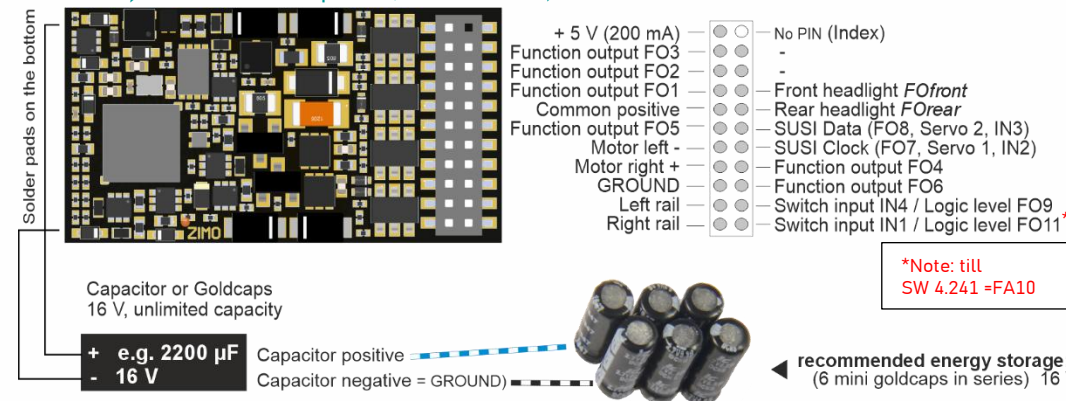 Solder pads on the bottom
ZIMO
+ 5 V (200 mA)
Function output FO3
Function output FO2
Function output FO1
Common positive
Function output FO5
Motor left -
Motor right +
GROUND
Left rail
Right rail
No PIN (Index)
-
-
Front headlight FOfront
Rear headlight FOrear
SUSI Data (FO8, Servo 2, IN3)
SUSI Clock (FO7, Servo 1, IN2)
Function output FO4
Function output FO6
Switch input IN4 / Logic level FO9
Switch input IN1 / Logic level FO11*
*Note: till
SW 4.241 =FA10
Capacitor or Goldcaps
16 V, unlimited capacity
+ e.g. 2200 µF
- 16 V
Capacitor positive
Capacitor negative = GROUND)
recommended energy storage
(6 mini goldcaps in series) 16